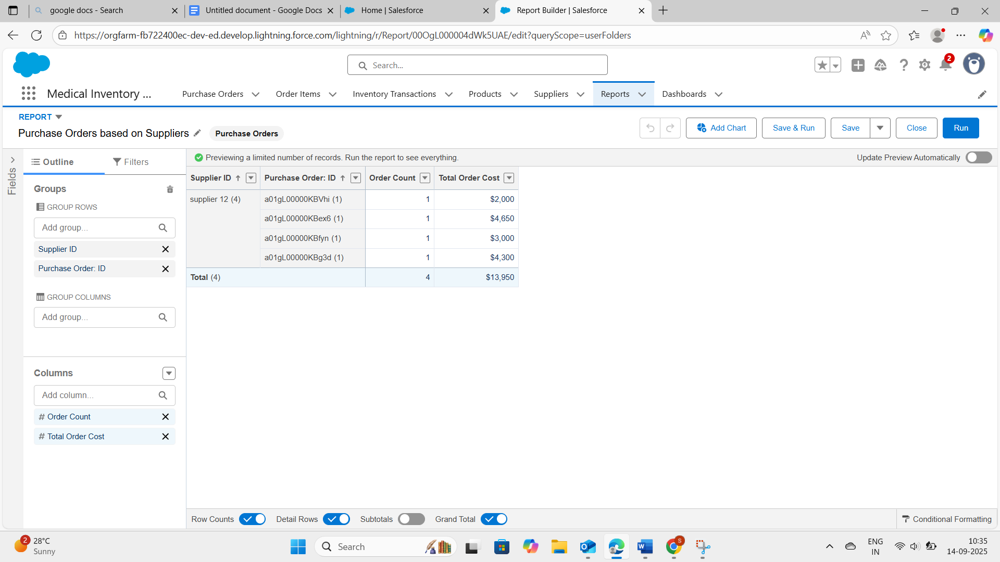 google docs - Search
Untitled document - Google Docs
Home | Salesforce
Report Builder | Salesforce
https://orgfarm-fb722400ec-dev-ed.develop.lightning.force.com/lightning/r/Report/00OgL000004dWk5UAE/edit?queryScope=userFolders
Search...
2
Medical Inventory ...
Purchase Orders
Order Items
Inventory Transactions
Products
Suppliers
Reports
Dashboards
REPORT
Purchase Orders based on Suppliers
Purchase Orders
Add Chart
Save & Run
Save
Close
Run
Fields
Outline
Filters
Previewing a limited number of records. Run the report to see everything.
Update Preview Automatically
Groups
GROUP ROWS
Add group...
Supplier ID
Purchase Order: ID
GROUP COLUMNS
Add group...
Columns
Add column...
# Order Count
# Total Order Cost
Supplier ID ↑ Purchase Order: ID ↑ Order Count Total Order Cost
supplier 12 (4) a01gL00000KBVhi (1) 1 $2,000
a01gL00000KBex6 (1) 1 $4,650
a01gL00000KBfyn (1) 1 $3,000
a01gL00000KBg3d (1) 1 $4,300
Total (4) 4 $13,950
Row Counts
Detail Rows
Subtotals
Grand Total
Conditional Formatting
2
28°C
Sunny
Search
S
ENG
IN
10:35
14-09-2025